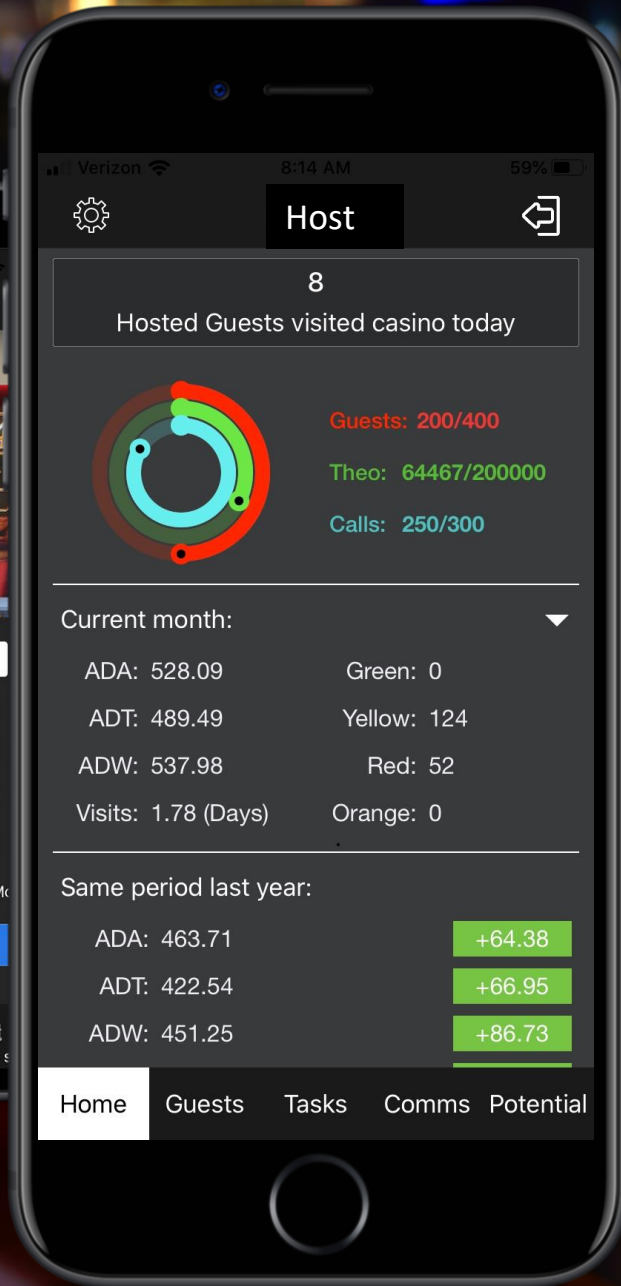 Verizon 8:14 AM 59%
Host
8
Hosted Guests visited casino today
Guests: 200/400
Theo: 64467/200000
Calls: 250/300
Current month:
ADA: 528.09 Green: 0
ADT: 489.49 Yellow: 124
ADW: 537.98 Red: 52
Visits: 1.78 (Days) Orange: 0
Same period last year:
ADA: 463.71 +64.38
ADT: 422.54 +66.95
ADW: 451.25 +86.73
Home Guests Tasks Comms Potential